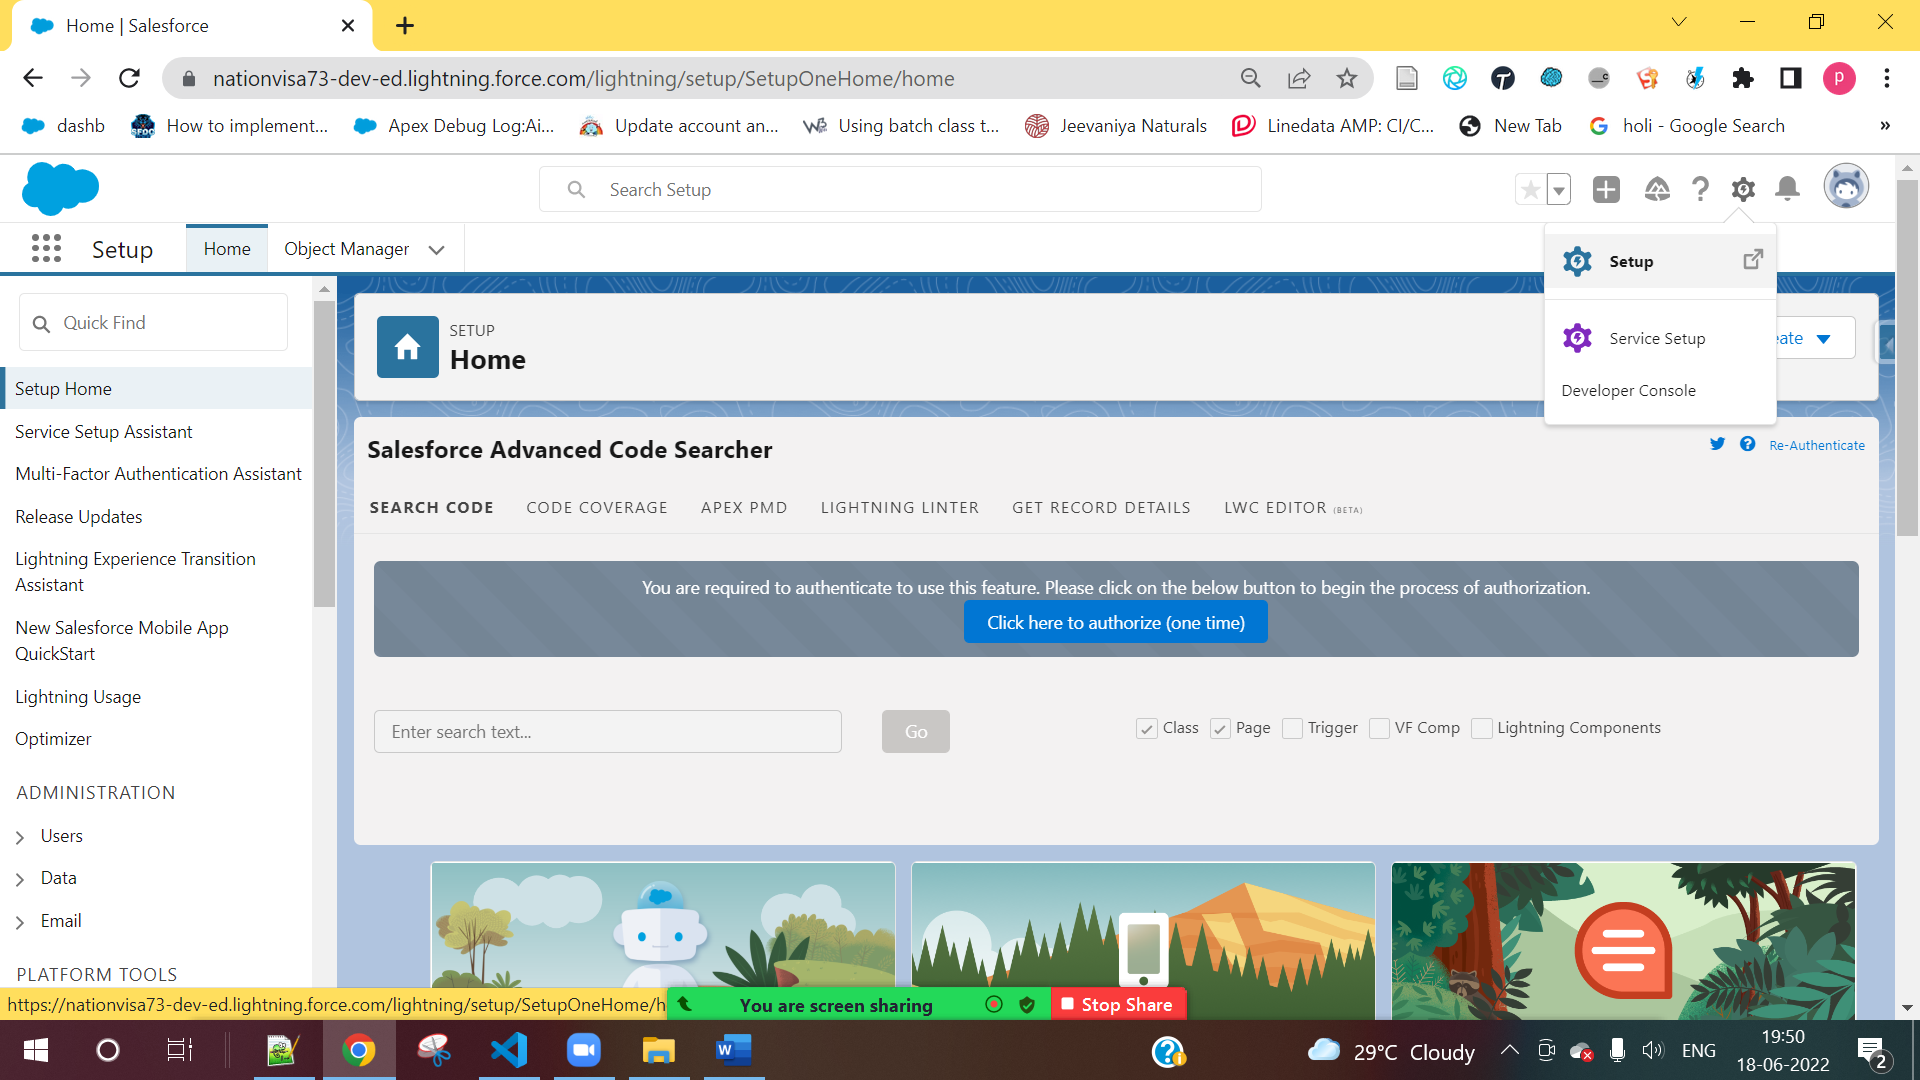 Home | Salesforce
nationvisa73-dev-ed.lightning.force.com/lightning/setup/SetupOneHome/home
P
dashb
How to implement...
Apex Debug Log:Ai...
Update account an...
Using batch class t...
Jeevaniya Naturals
Linedata AMP: CI/C...
New Tab
holi - Google Search
»
Search Setup
Setup
Home
Object Manager
Setup
Service Setup
Developer Console
Quick Find
SETUP
Home
eate
Setup Home
Service Setup Assistant
Multi-Factor Authentication Assistant
Release Updates
Lightning Experience Transition
Assistant
New Salesforce Mobile App
QuickStart
Lightning Usage
Optimizer
ADMINISTRATION
Users
Data
Email
PLATFORM TOOLS
Salesforce Advanced Code Searcher
Re-Authenticate
SEARCH CODE
CODE COVERAGE
APEX PMD
LIGHTNING LINTER
GET RECORD DETAILS
LWC EDITOR (BETA)
You are required to authenticate to use this feature. Please click on the below button to begin the process of authorization.
Click here to authorize (one time)
Enter search text...
Go
Class
Page
Trigger
VF Comp
Lightning Components
https://nationvisa73-dev-ed.lightning.force.com/lightning/setup/SetupOneHome/h
You are screen sharing
Stop Share
29°C Cloudy
ENG
19:50
18-06-2022
2